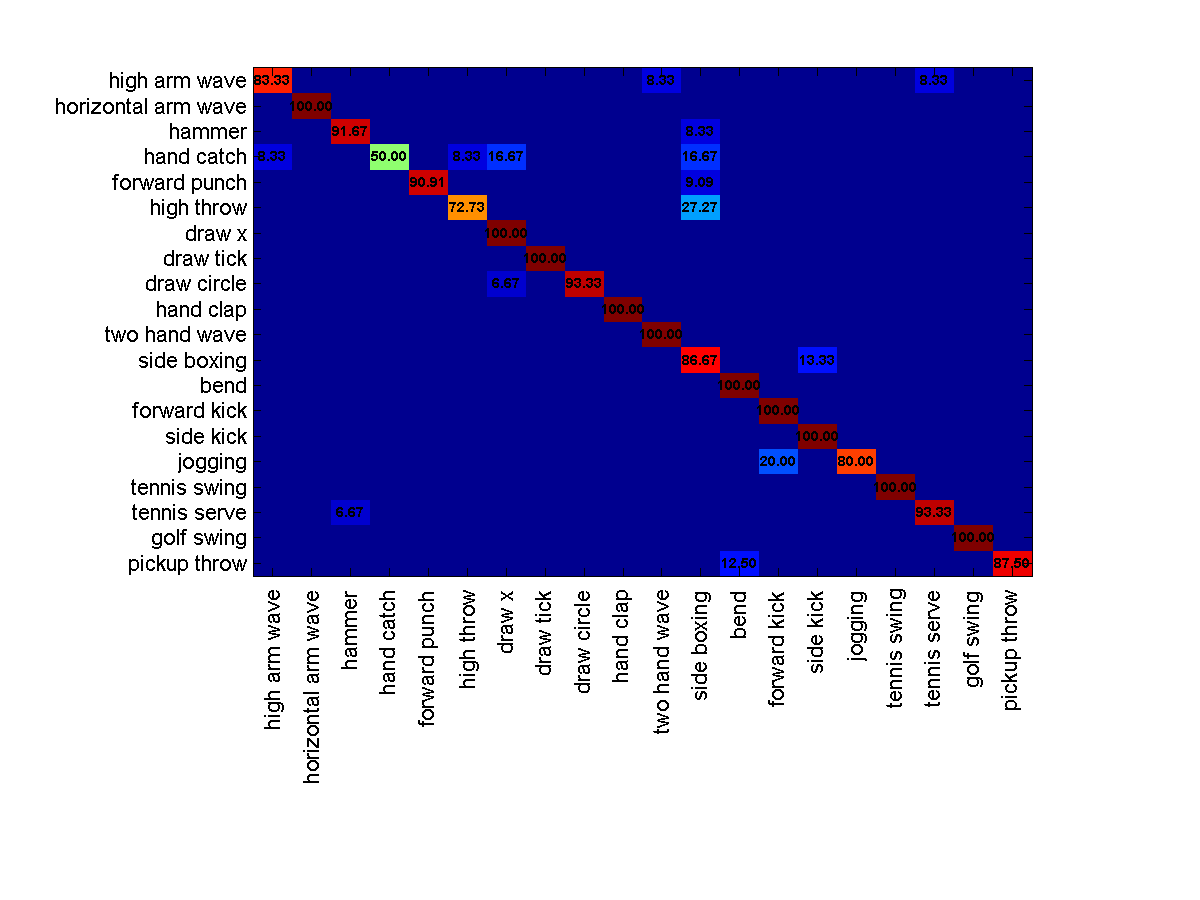 high arm wave 83.33 8.33 8.33
horizontal arm wave 100.00
hammer 91.67 8.33
hand catch 8.33 50.00 8.33 16.67 16.67
forward punch 90.91 9.09
high throw 72.73 27.27
draw x 100.00
draw tick 100.00
draw circle 6.67 93.33
hand clap 100.00
two hand wave 100.00
side boxing 86.67 13.33
bend 100.00
forward kick 100.00
side kick 100.00
jogging 20.00 80.00
tennis swing 100.00
tennis serve 6.67 93.33
golf swing 100.00
pickup throw 12.50 87.50
high arm wave
horizontal arm wave
hammer
hand catch
forward punch
high throw
draw x
draw tick
draw circle
hand clap
two hand wave
side boxing
bend
forward kick
side kick
jogging
tennis swing
tennis serve
golf swing
pickup throw